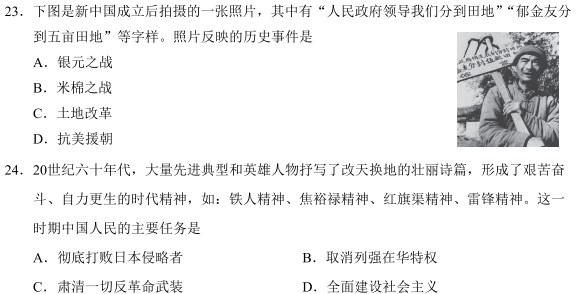 23．下图是新中国成立后拍摄的一张照片，其中有“人民政府领导我们分到田地”“郁金友分
到五亩田地”等字样。照片反映的历史事件是
A．银元之战
B．米棉之战
C．土地改革
D．抗美援朝
24．20世纪六十年代，大量先进典型和英雄人物抒写了改天换地的壮丽诗篇，形成了艰苦奋
斗、自力更生的时代精神，如：铁人精神、焦裕禄精神、红旗渠精神、雷锋精神。这一
时期中国人民的主要任务是
A．彻底打败日本侵略者 B．取消列强在华特权
C．肃清一切反革命武装 D．全面建设社会主义